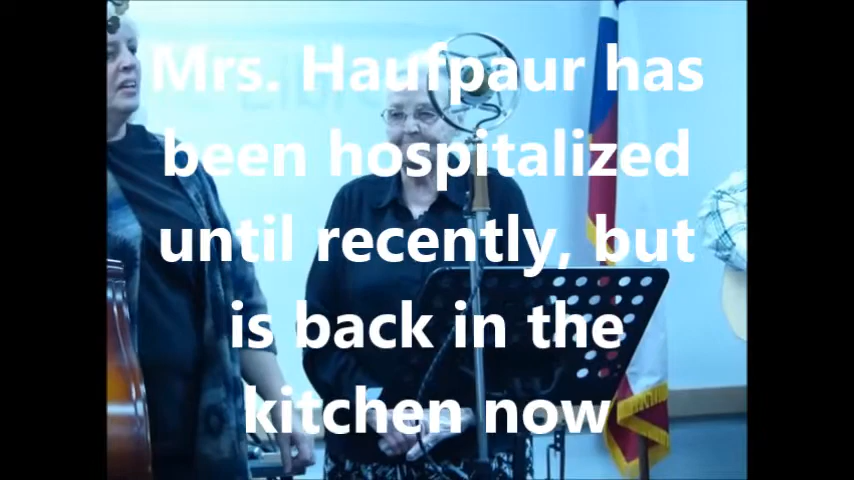 Mrs. Haufpaur has
been hospitalized
until recently, but
is back in the
kitchen now